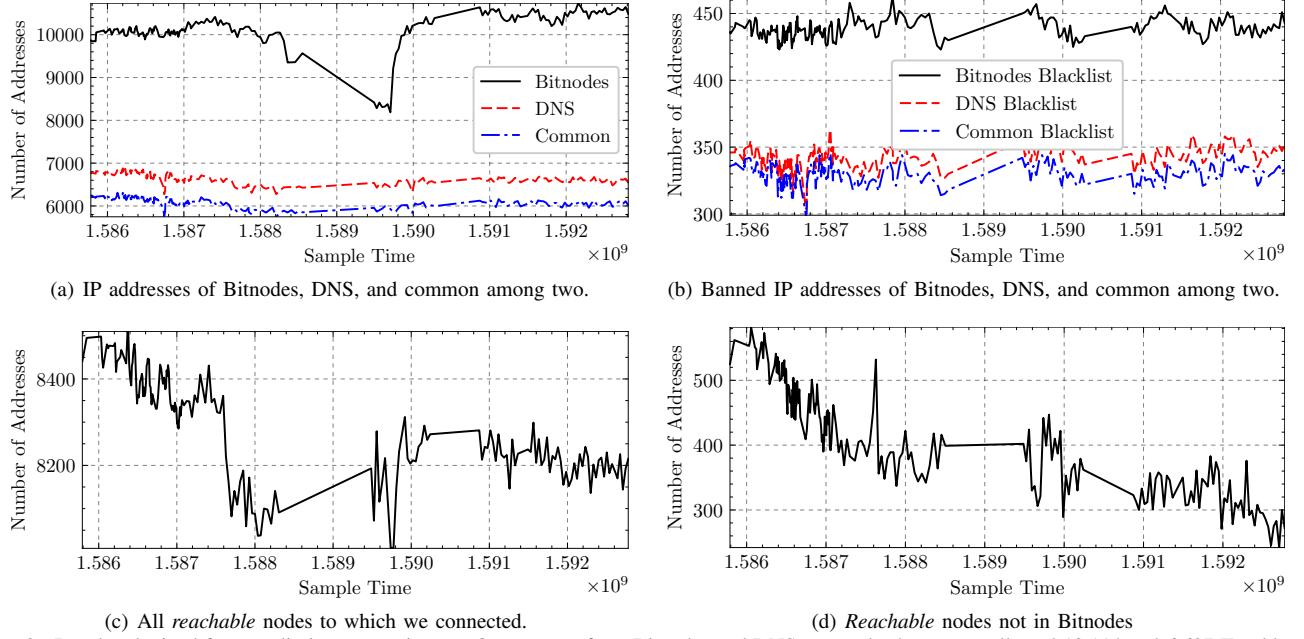 10000
9000
8000
7000
6000
Number of Addresses
Bitnodes
DNS
Common
1.586 1.587 1.588 1.589 1.590 1.591 1.592
Sample Time
×10⁹
(a) IP addresses of Bitnodes, DNS, and common among two.
450
400
350
300
Number of Addresses
Bitnodes Blacklist
DNS Blacklist
Common Blacklist
1.586 1.587 1.588 1.589 1.590 1.591 1.592
Sample Time
×10⁹
(b) Banned IP addresses of Bitnodes, DNS, and common among two.
8400
8200
Number of Addresses
1.586 1.587 1.588 1.589 1.590 1.591 1.592
Sample Time
×10⁹
(c) All reachable nodes to which we connected.
500
400
300
Number of Addresses
1.586 1.587 1.588 1.589 1.590 1.591 1.592
Sample Time
×10⁹
(d) Reachable nodes not in Bitnodes